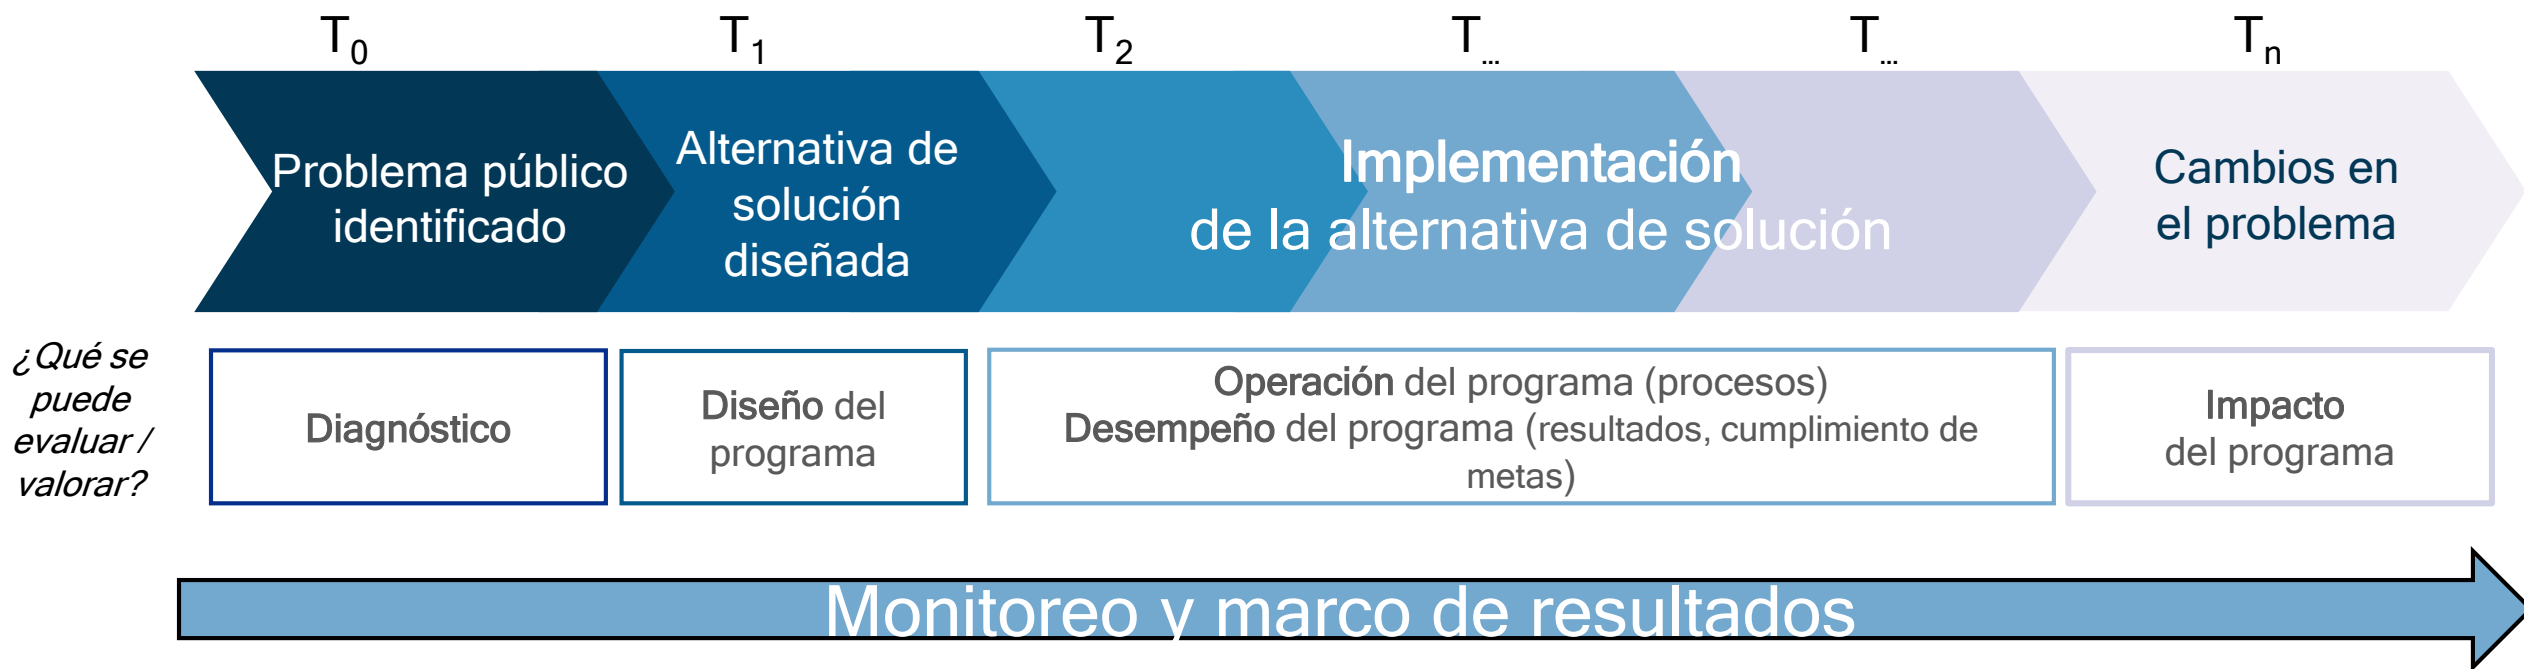 T0 T1 T2 T... T... Tn
Problema público
identificado
Alternativa de
solución
diseñada
Implementación
de la alternativa de solución
Cambios en
el problema
¿Qué se
puede
evaluar /
valorar?
Diagnóstico
Diseño del
programa
Operación del programa (procesos)
Desempeño del programa (resultados, cumplimiento de
metas)
Impacto
del programa
Monitoreo y marco de resultados